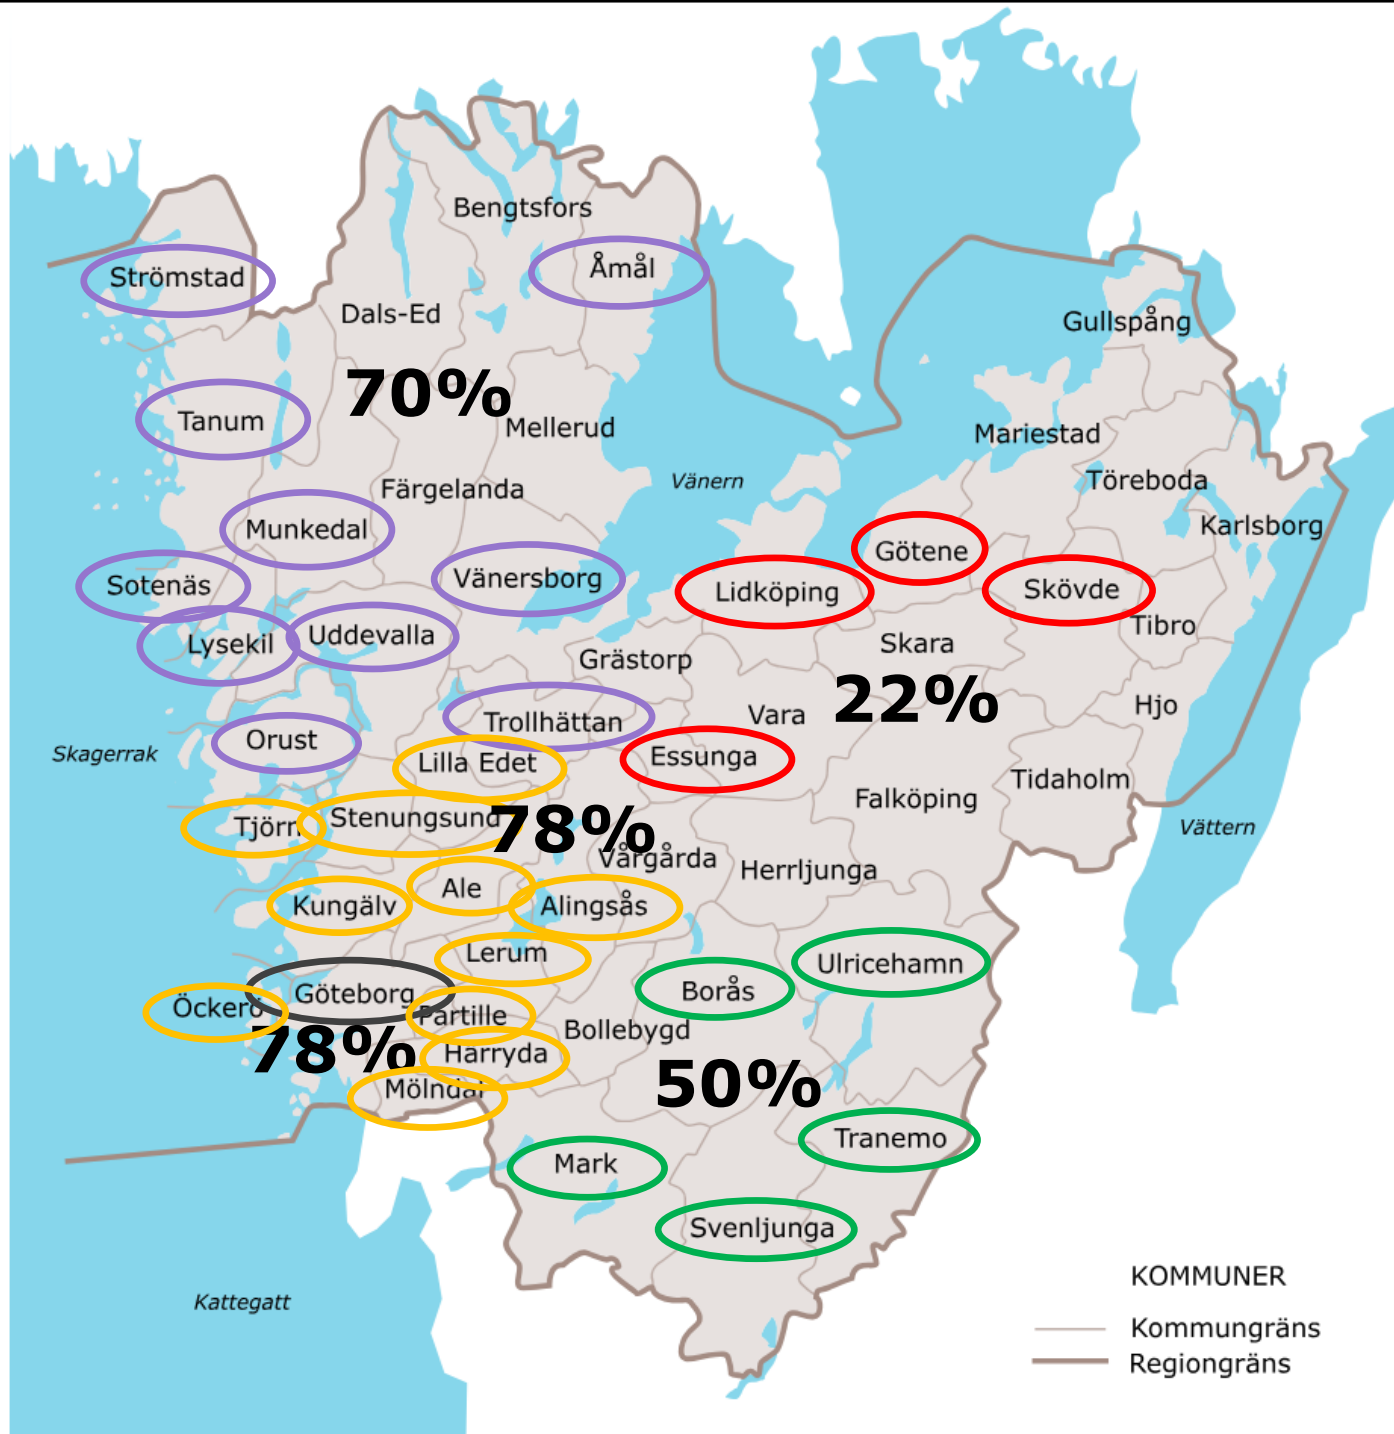 Bengtsfors
Åmål
Strömstad
Dals-Ed
Gullspång
70%
Tanum
Mellerud
Mariestad
Vänern
Töreboda
Färgelanda
Karlsborg
Munkedal
Götene
Vänersborg
Sotenäs
Lidköping
Skövde
Tibro
Uddevalla
Lysekil
Skara
Grästorp
22%
Hjo
Vara
Trollhättan
Orust
Skagerrak
Essunga
Lilla Edet
Tidaholm
Falköping
Stenungsund
Tjörn
78%
Vättern
Vårgårda
Herrljunga
Ale
Kungälv
Alingsås
Lerum
Ulricehamn
Borås
Göteborg
Öckerö
Partille
Bollebygd
78%
Härryda
50%
Mölndal
Tranemo
Mark
Svenljunga
Kattegatt
KOMMUNER
Kommungräns
Regiongräns